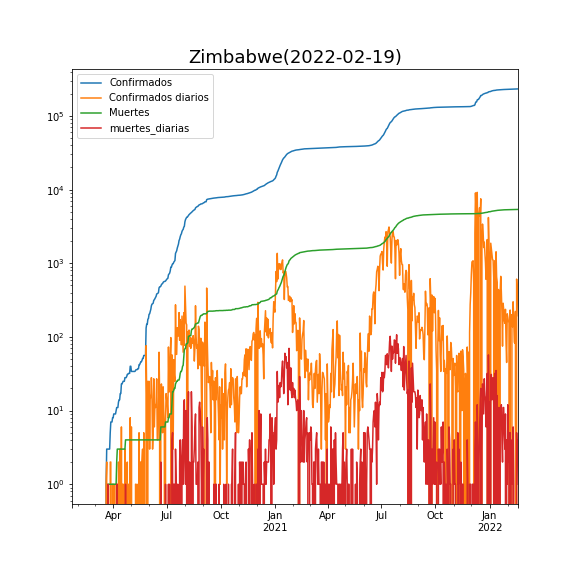 Zimbabwe(2022-02-19)
Confirmados
Confirmados diarios
Muertes
muertes_diarias
10⁵
10⁴
10³
10²
10¹
10⁰
Apr Jul Oct Jan Apr Jul Oct Jan
2021 2022